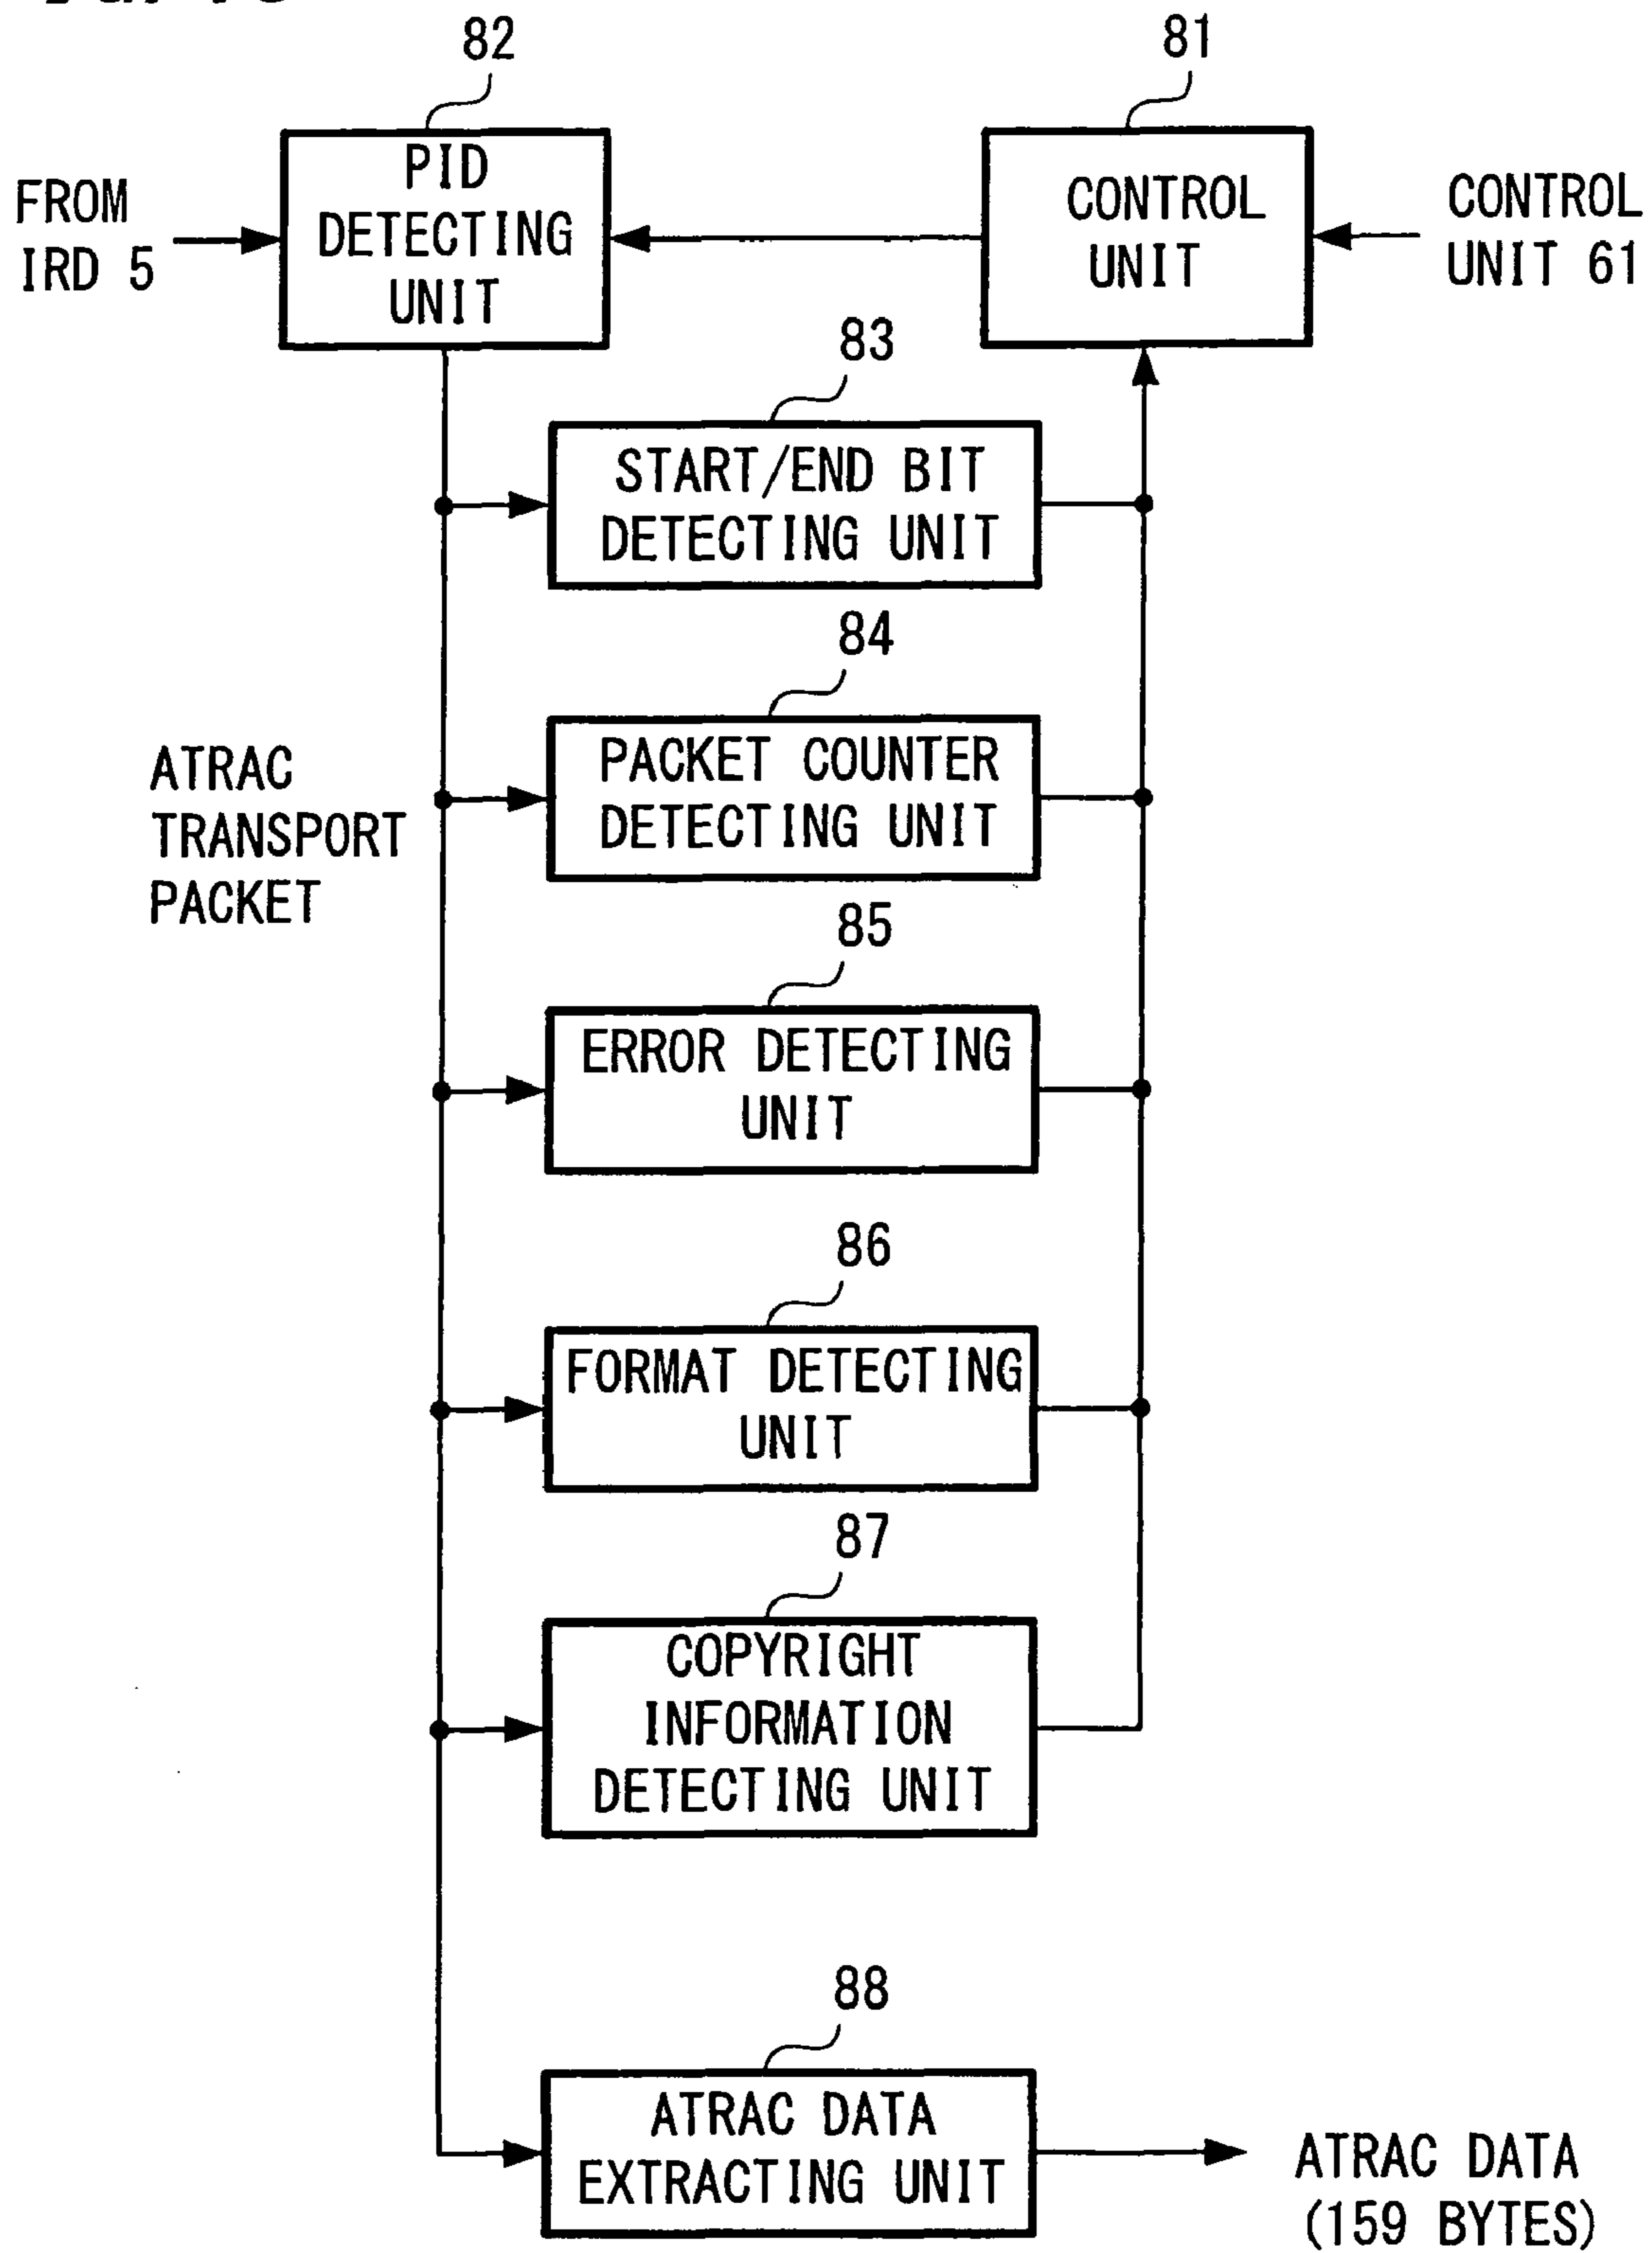 82
81
PID
DETECTING
UNIT
CONTROL
UNIT
FROM
IRD 5
CONTROL
UNIT 61
83
START/END BIT
DETECTING UNIT
84
PACKET COUNTER
DETECTING UNIT
ATRAC
TRANSPORT
PACKET
85
ERROR DETECTING
UNIT
86
FORMAT DETECTING
UNIT
87
COPYRIGHT
INFORMATION
DETECTING UNIT
88
ATRAC DATA
EXTRACTING UNIT
ATRAC DATA
(159 BYTES)